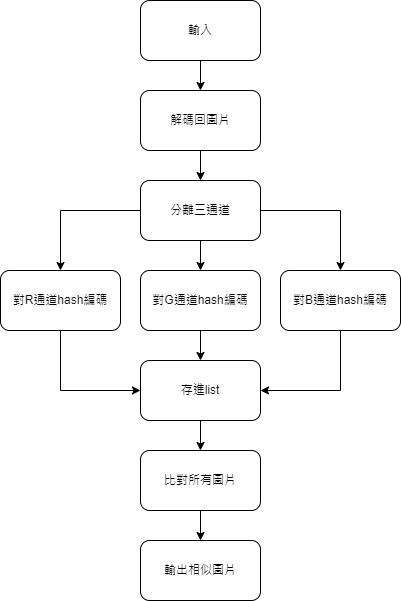 輸入
解碼回圖片
分離三通道
對R通道hash編碼
對G通道hash編碼
對B通道hash編碼
存進list
比對所有圖片
輸出相似圖片